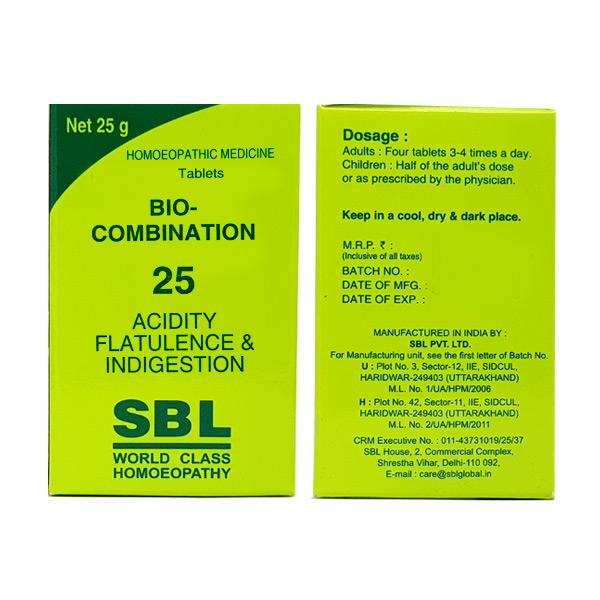 Net 25 g
HOMOEOPATHIC MEDICINE
Tablets
BIO-
COMBINATION
25
ACIDITY
FLATULENCE &
INDIGESTION
SBL
WORLD CLASS
HOMOEOPATHY
Dosage :
Adults : Four tablets 3-4 times a day.
Children : Half of the adult's dose
or as prescribed by the physician.
Keep in a cool, dry & dark place.
M.R.P. ₹ :
(Inclusive of all taxes)
BATCH NO. :
DATE OF MFG. :
DATE OF EXP. :
MANUFACTURED IN INDIA BY :
SBL PVT. LTD.
For Manufacturing unit, see the first letter of Batch No.
U : Plot No. 3, Sector-12, IIE, SIDCUL,
HARIDWAR-249403 (UTTARAKHAND)
M.L. No. 1/UA/HPM/2006
H : Plot No. 42, Sector-11, IIE, SIDCUL,
HARIDWAR-249403 (UTTARAKHAND)
M.L. No. 2/UA/HPM/2011
CRM Executive No. : 011-43731019/25/37
SBL House, 2, Commercial Complex,
Shrestha Vihar, Delhi-110 092,
E-mail : care@sblglobal.in